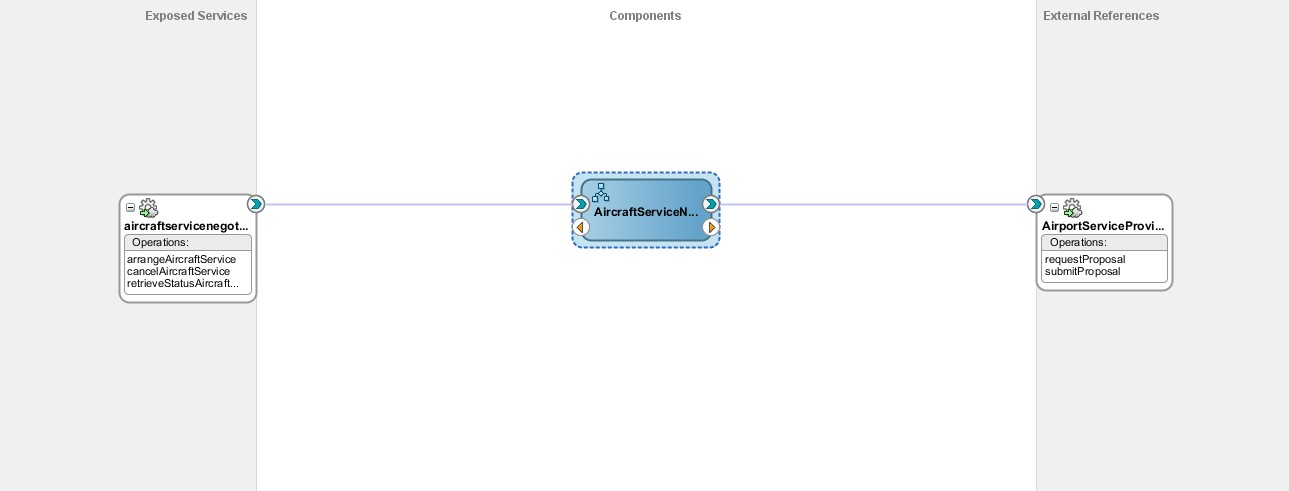 Exposed Services
Components
External References
aircraftservicenegot...
Operations:
arrangeAircraftService
cancelAircraftService
retrieveStatusAircraft...
AircraftServiceN...
AirportServiceProvi...
Operations:
requestProposal
submitProposal